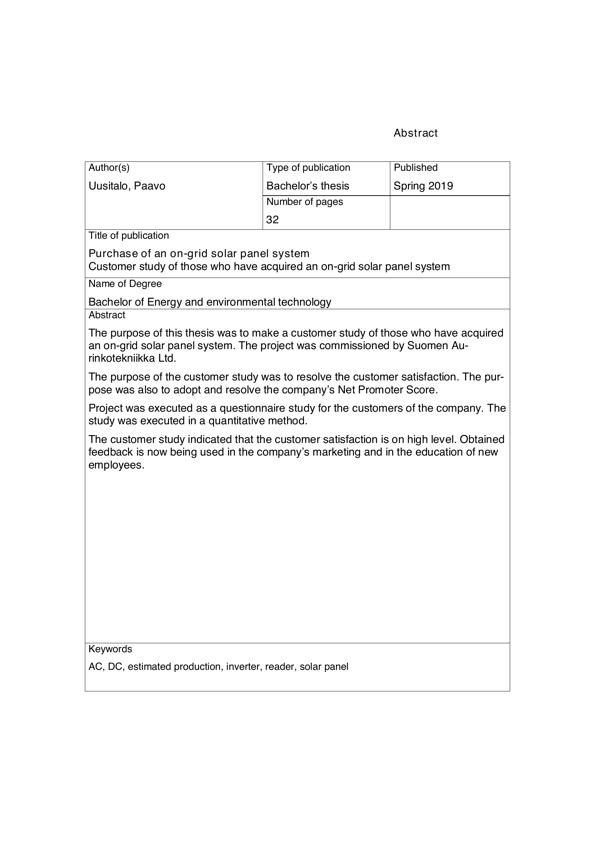 Abstract
Author(s)
Uusitalo, Paavo
Type of publication
Bachelor's thesis
Published
Spring 2019
Number of pages
32
Title of publication
Purchase of an on-grid solar panel system
Customer study of those who have acquired an on-grid solar panel system
Name of Degree
Bachelor of Energy and environmental technology
Abstract
The purpose of this thesis was to make a customer study of those who have acquired
an on-grid solar panel system. The project was commissioned by Suomen Au-
rinkotekniikka Ltd.
The purpose of the customer study was to resolve the customer satisfaction. The pur-
pose was also to adopt and resolve the company's Net Promoter Score.
Project was executed as a questionnaire study for the customers of the company. The
study was executed in a quantitative method.
The customer study indicated that the customer satisfaction is on high level. Obtained
feedback is now being used in the company's marketing and in the education of new
employees.
Keywords
AC, DC, estimated production, inverter, reader, solar panel